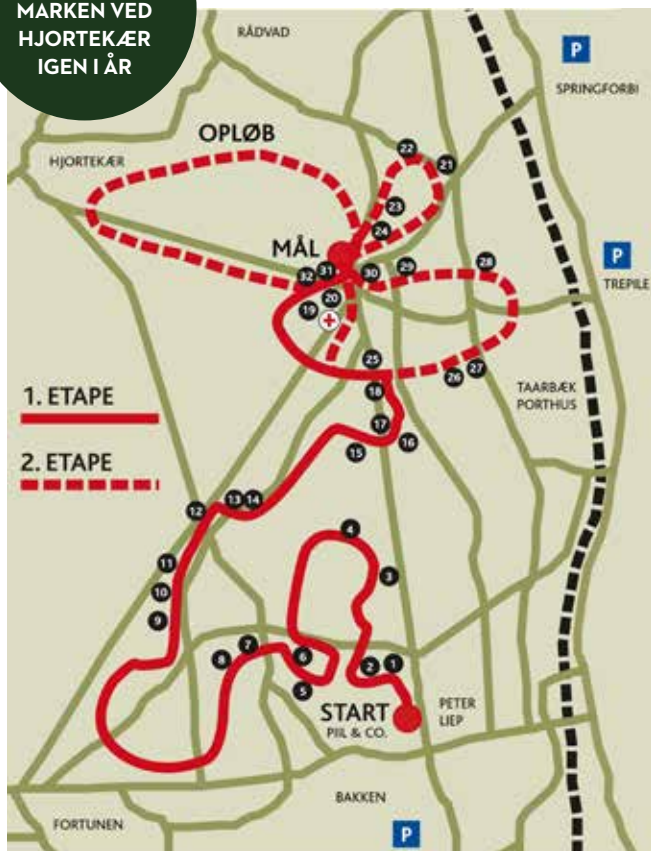 MARKEN VED
HJORTEKÆR
IGEN I ÅR
RÅDVAD
P
SPRINGFORBI
OPLØB
HJORTEKÆR
22
21
23
24
MÅL
P
TREPILE
32
31
30
29
28
19
20
25
26
27
TAARBÆK
PORTHUS
1. ETAPE
18
17
16
15
2. ETAPE
12
13
14
11
10
9
4
3
8
7
6
5
2
1
START
PIIL & CO.
PETER
LIEP
BAKKEN
FORTUNEN
P